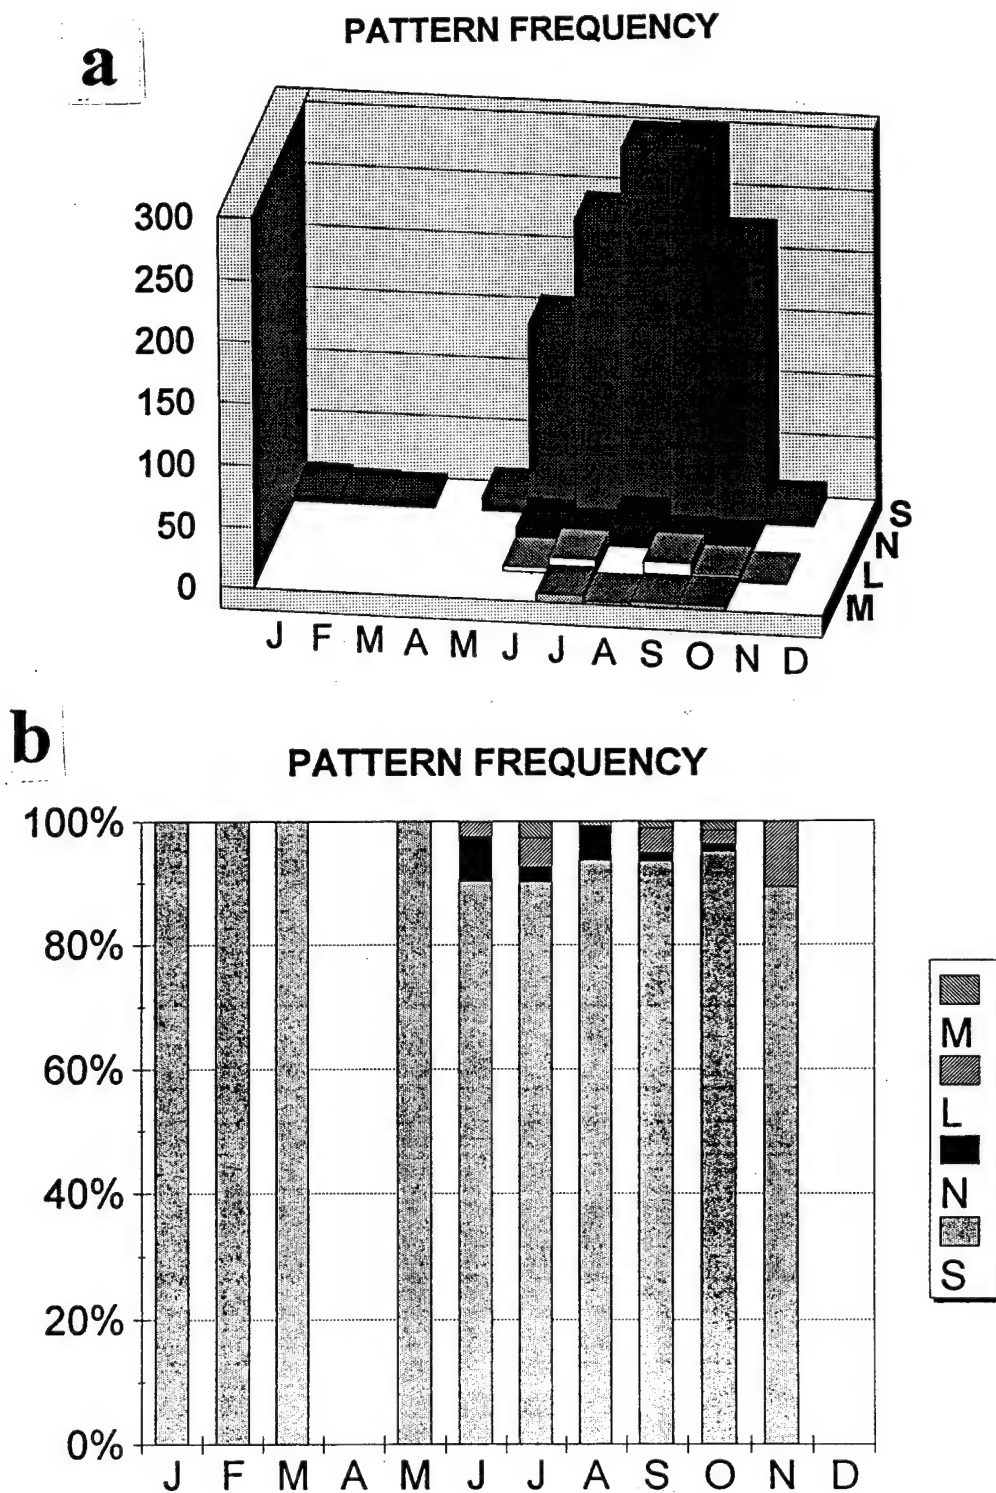 PATTERN FREQUENCY
a
300
250
200
150
100
50
0
S
N
L
M
J F M A M J J A S O N D
b
PATTERN FREQUENCY
100%
80%
60%
40%
20%
0%
J F M A M J J A S O N D
M
L
N
S